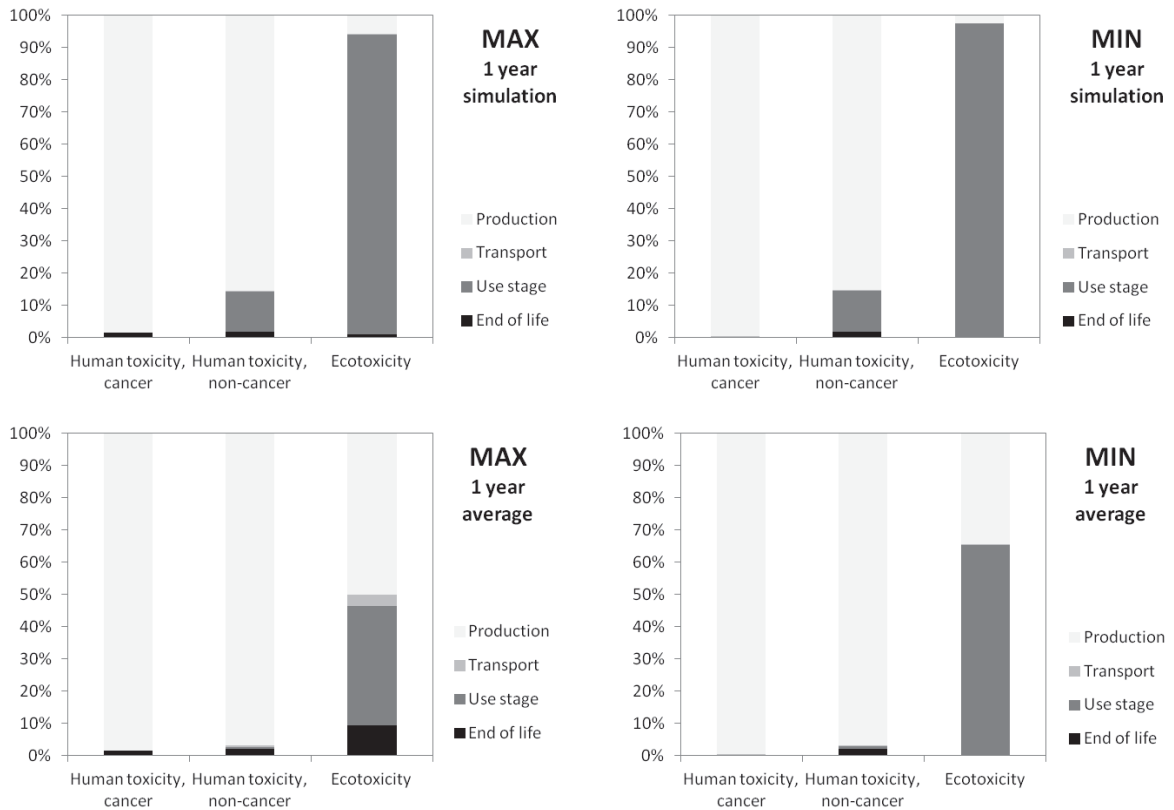 100%
90%
80%
70%
60%
50%
40%
30%
20%
10%
0%
Human toxicity,
cancer
Human toxicity,
non-cancer
Ecotoxicity
MAX
1 year
simulation
Production
Transport
Use stage
End of life
100%
90%
80%
70%
60%
50%
40%
30%
20%
10%
0%
Human toxicity,
cancer
Human toxicity,
non-cancer
Ecotoxicity
MIN
1 year
simulation
Production
Transport
Use stage
End of life
100%
90%
80%
70%
60%
50%
40%
30%
20%
10%
0%
Human toxicity,
cancer
Human toxicity,
non-cancer
Ecotoxicity
MAX
1 year
average
Production
Transport
Use stage
End of life
100%
90%
80%
70%
60%
50%
40%
30%
20%
10%
0%
Human toxicity,
cancer
Human toxicity,
non-cancer
Ecotoxicity
MIN
1 year
average
Production
Transport
Use stage
End of life